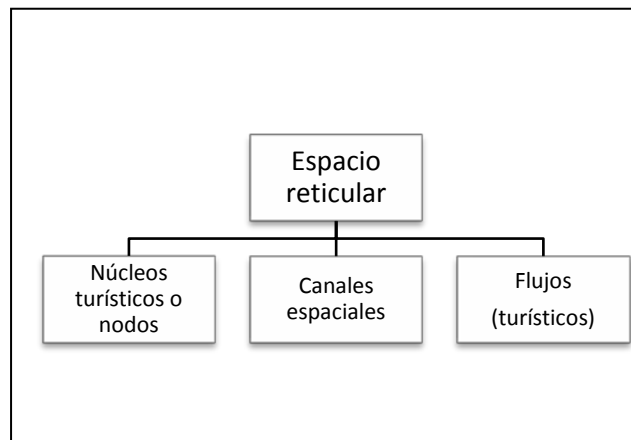 Espacio
reticular
Núcleos
turísticos o
nodos
Canales
espaciales
Flujos
(turísticos)